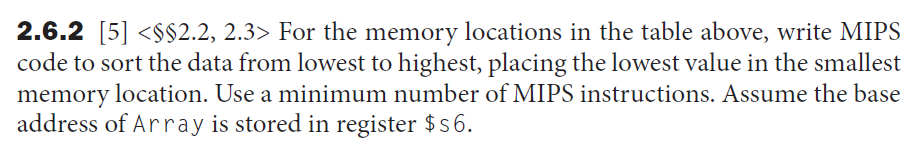 2.6.2 [5] <§§2.2, 2.3> For the memory locations in the table above, write MIPS
code to sort the data from lowest to highest, placing the lowest value in the smallest
memory location. Use a minimum number of MIPS instructions. Assume the base
address of Array is stored in register $s6.